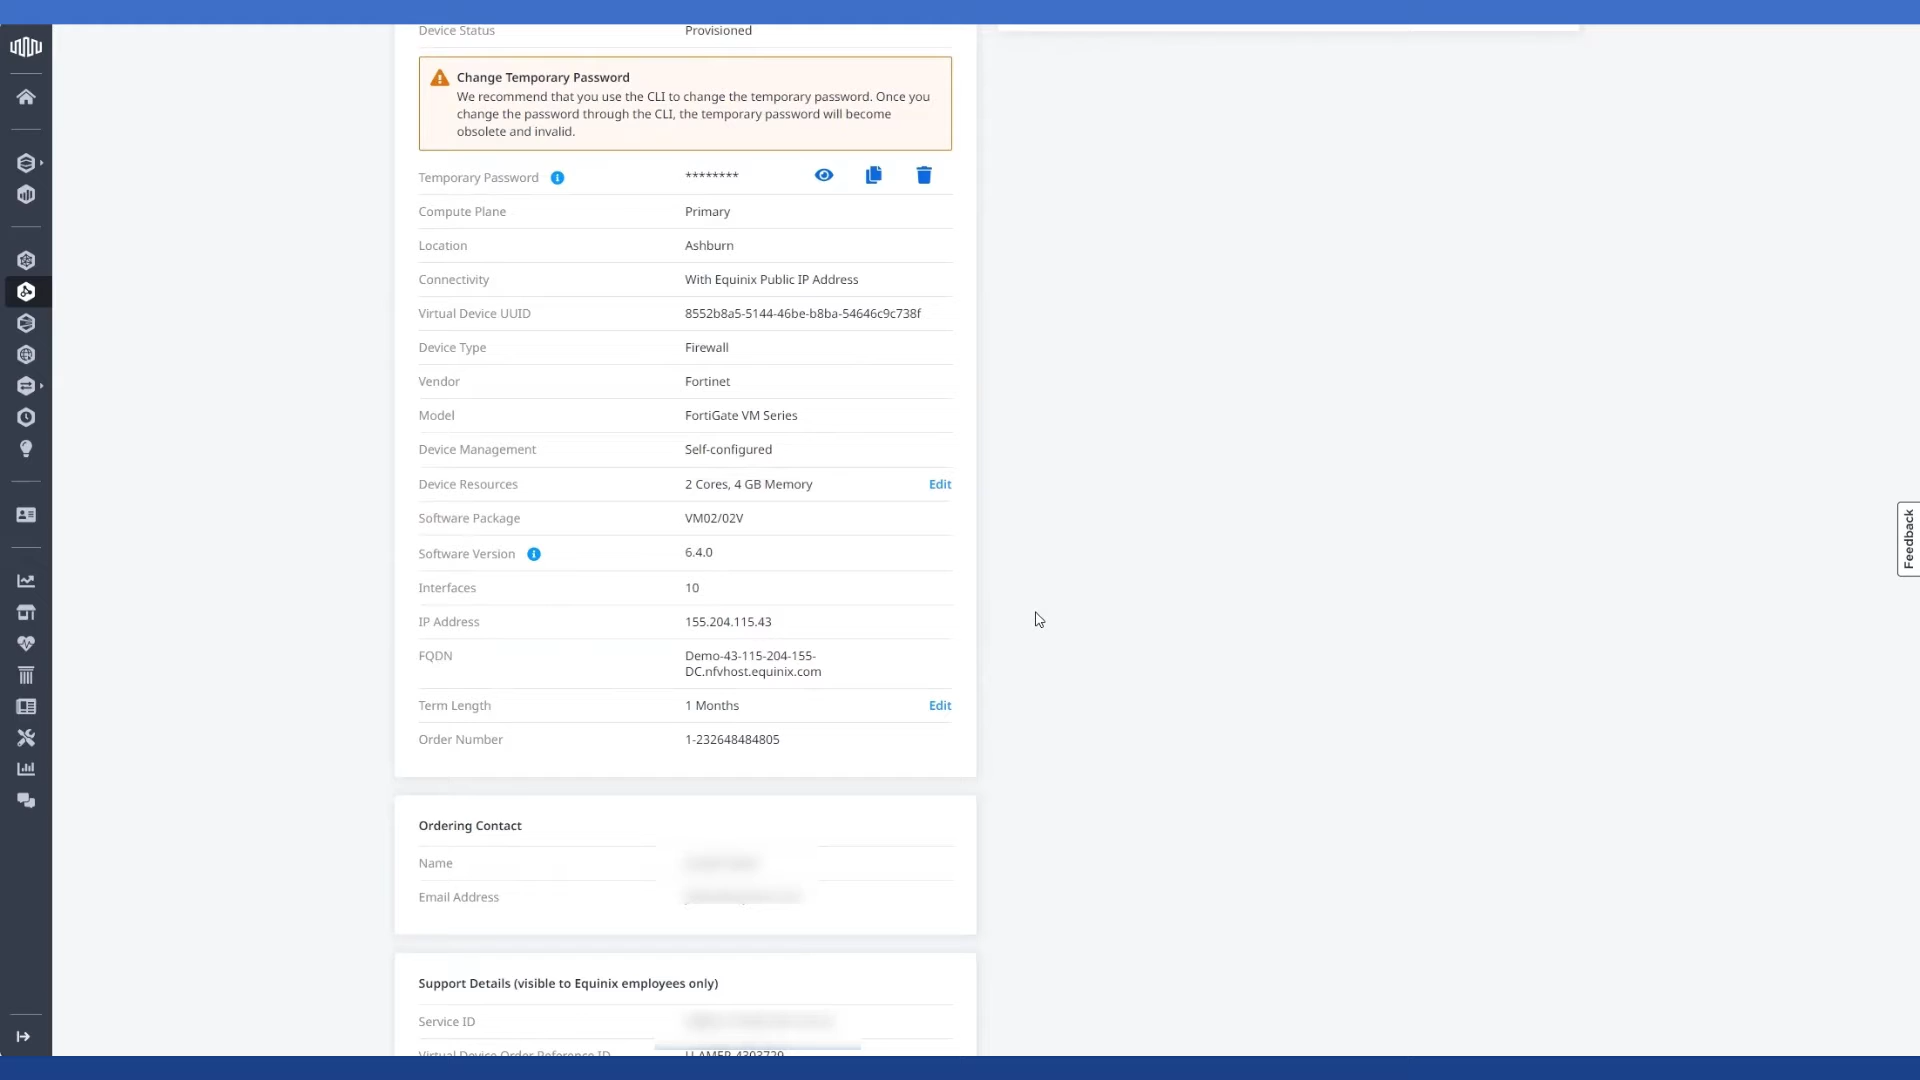 Device Status Provisioned
Change Temporary Password
We recommend that you use the CLI to change the temporary password. Once you
change the password through the CLI, the temporary password will become
obsolete and invalid.
Temporary Password ********
Compute Plane Primary
Location Ashburn
Connectivity With Equinix Public IP Address
Virtual Device UUID 8552b8a5-5144-46be-b8ba-54646c9c738f
Device Type Firewall
Vendor Fortinet
Model FortiGate VM Series
Device Management Self-configured
Device Resources 2 Cores, 4 GB Memory Edit
Software Package VM02/02V
Software Version 6.4.0
Interfaces 10
IP Address 155.204.115.43
FQDN Demo-43-115-204-155-
DC.nfvhost.equinix.com
Term Length 1 Months Edit
Order Number 1-232648484805
Ordering Contact
Name
Email Address
Support Details (visible to Equinix employees only)
Service ID
Virtual Device Order Reference ID
Feedback